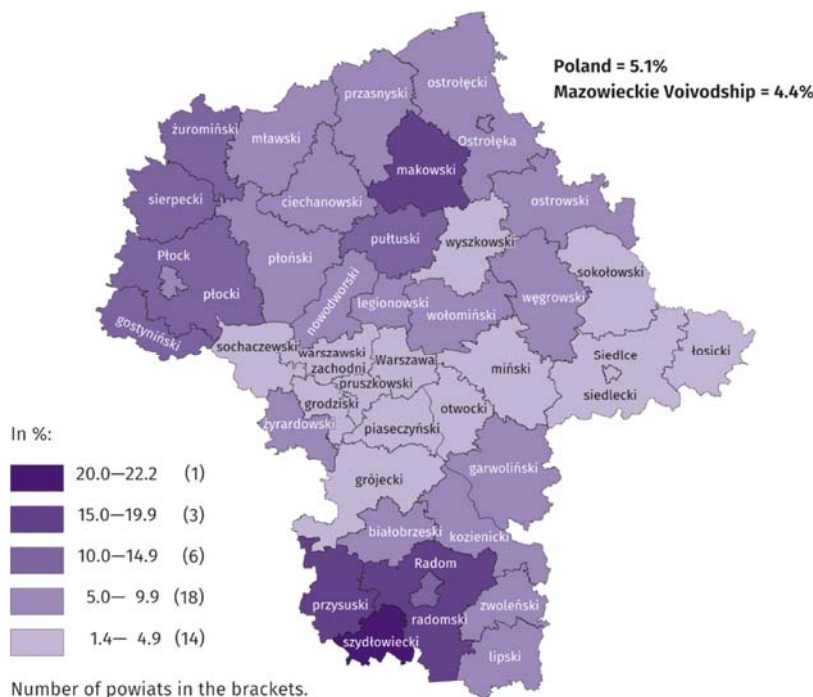 Poland = 5.1%
Mazowieckie Voivodship = 4.4%
ostrołęcki
przasnyski
żuromiński
mławski
Ostrołęka
makowski
sierpecki
ciechanowski
ostrowski
pułtuski
wyszkowski
Płock
płoński
sokołowski
płocki
nowodworski
legionowski
wołomiński
węgrowski
gostyniński
sochaczewski
warszawski
zachodni
Warszawa
Siedlce
łosicki
miński
pruszkowski
siedlecki
grodziski
otwocki
żyrardowski
piaseczyński
garwoliński
grójecki
białobrzeski
kozienicki
Radom
przysuski
zwoleński
radomski
szydłowiecki
lipski
In %:
20.0—22.2 (1)
15.0—19.9 (3)
10.0—14.9 (6)
5.0— 9.9 (18)
1.4— 4.9 (14)
Number of powiats in the brackets.